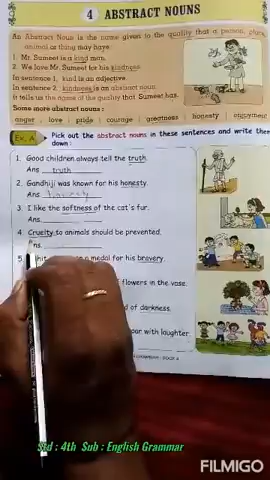 4 ABSTRACT NOUNS
An Abstract Noun is the name given to the quality that a person, place,
animal or thing may have.
1. Mr. Sumeet is a kind man.
2. We love Mr. Sumeet for his kindness.
In sentence 1, kind is an adjective.
In sentence 2, kindness is an abstract noun.
It tells us the name of the quality that Sumeet has.
Some more abstract nouns :
anger , love , pride , courage , greatness , honesty , enjoyment
Ex. A Pick out the abstract nouns in these sentences and write them
down :
1. Good children always tell the truth.
Ans truth
2. Gandhiji was known for his honesty.
Ans honesty
3. I like the softness of the cat's fur.
Ans.
4. Cruelty to animals should be prevented.
Ans.
5. a medal for his bravery.
flowers in the vase.
of darkness.
roar with laughter.
Std : 4th Sub : English Grammar
FILMIGO